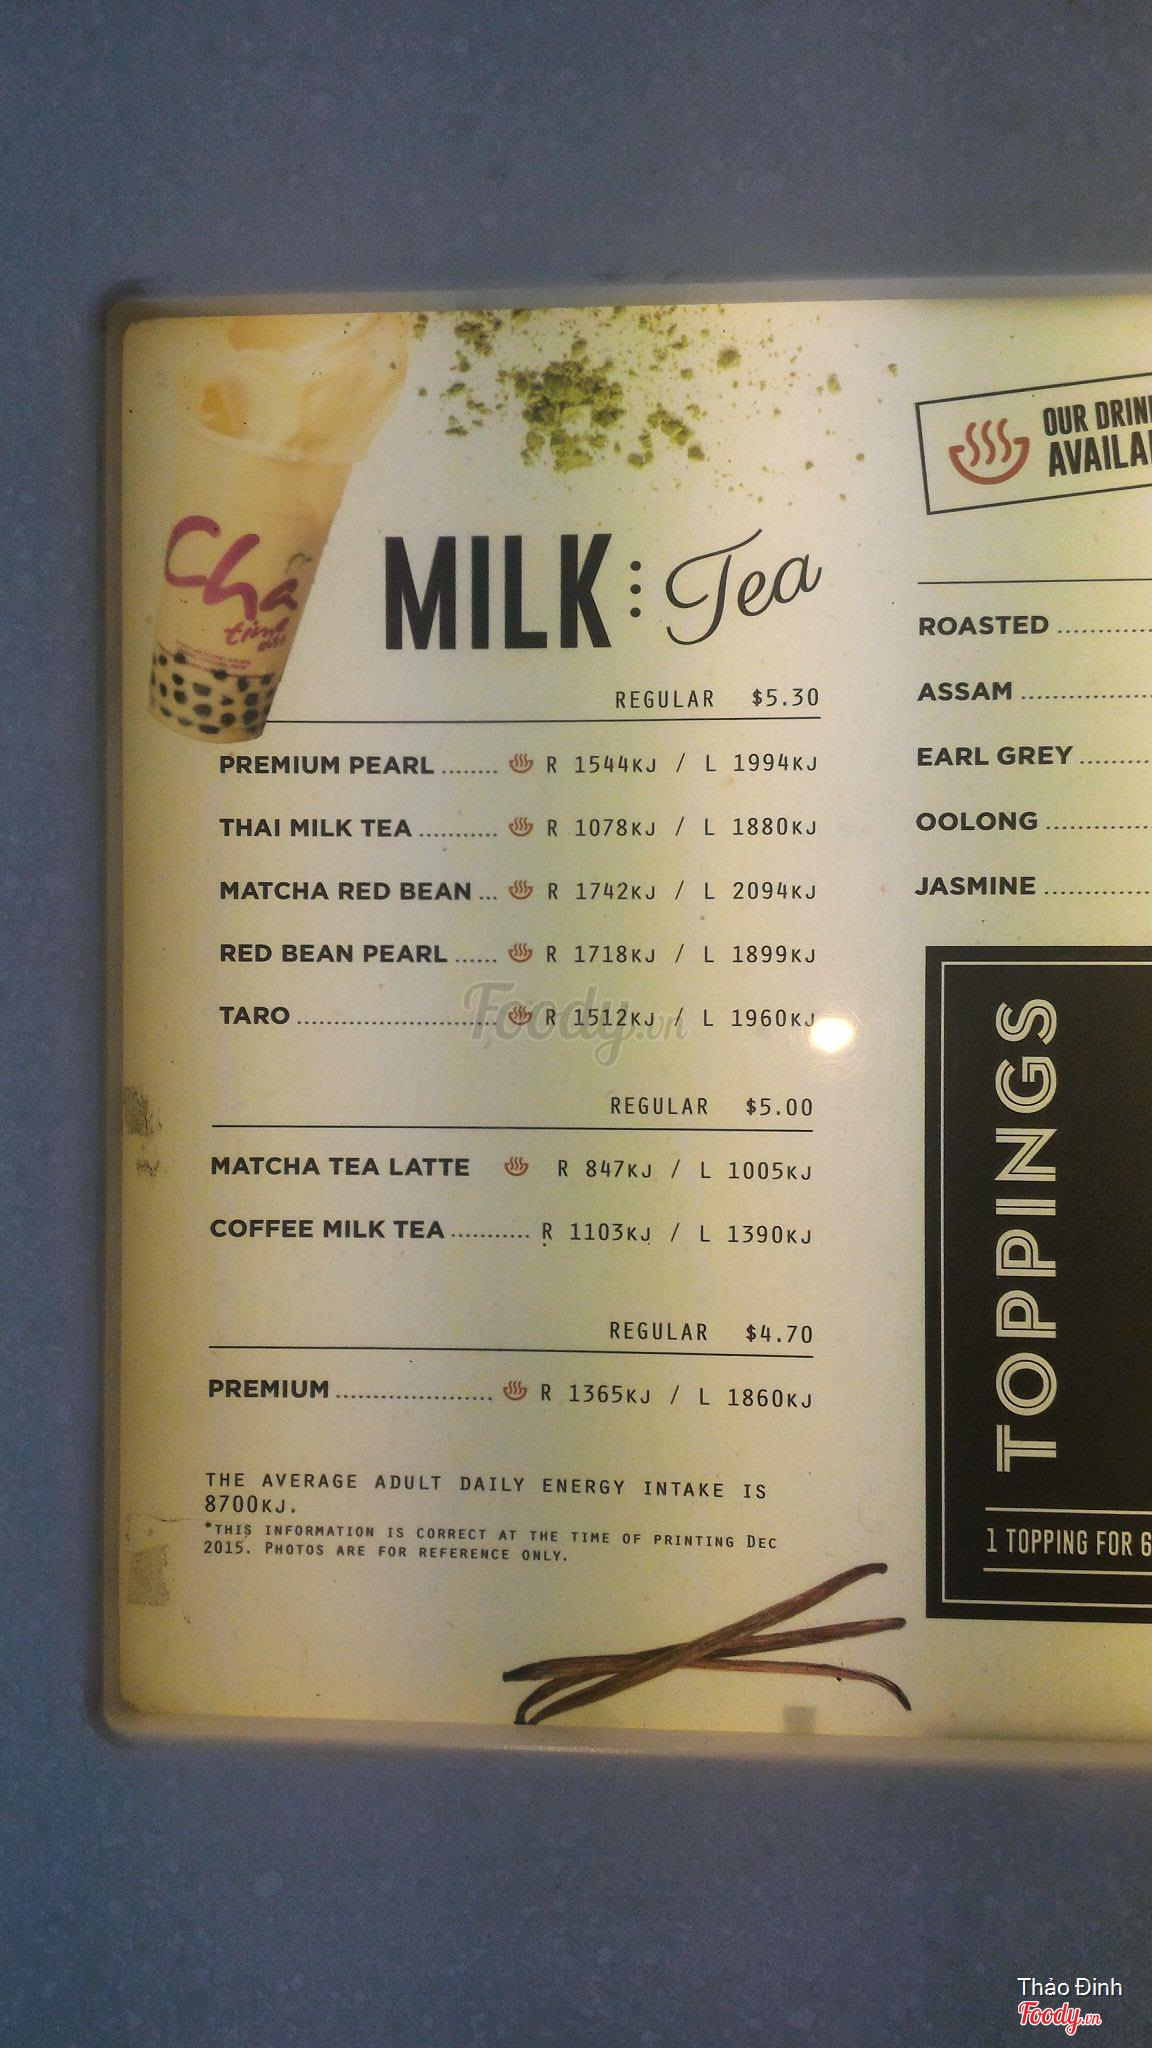 Cha
time
MILK Tea
REGULAR $5.30
PREMIUM PEARL ........ R 1544KJ / L 1994KJ
THAI MILK TEA ........... R 1078KJ / L 1880KJ
MATCHA RED BEAN ... R 1742KJ / L 2094KJ
RED BEAN PEARL ...... R 1718KJ / L 1899KJ
TARO ............................ R 1512KJ / L 1960KJ
REGULAR $5.00
MATCHA TEA LATTE R 847KJ / L 1005KJ
COFFEE MILK TEA ........... R 1103KJ / L 1390KJ
REGULAR $4.70
PREMIUM ...................... R 1365KJ / L 1860KJ
THE AVERAGE ADULT DAILY ENERGY INTAKE IS
8700KJ.
*THIS INFORMATION IS CORRECT AT THE TIME OF PRINTING DEC
2015. PHOTOS ARE FOR REFERENCE ONLY.
OUR
ROASTED
ASSAM
EARL GREY
OOLONG
JASMINE
TOPPINGS
1 TOPPING FOR 6
Foody.vn
Thảo Đinh
Foody.vn